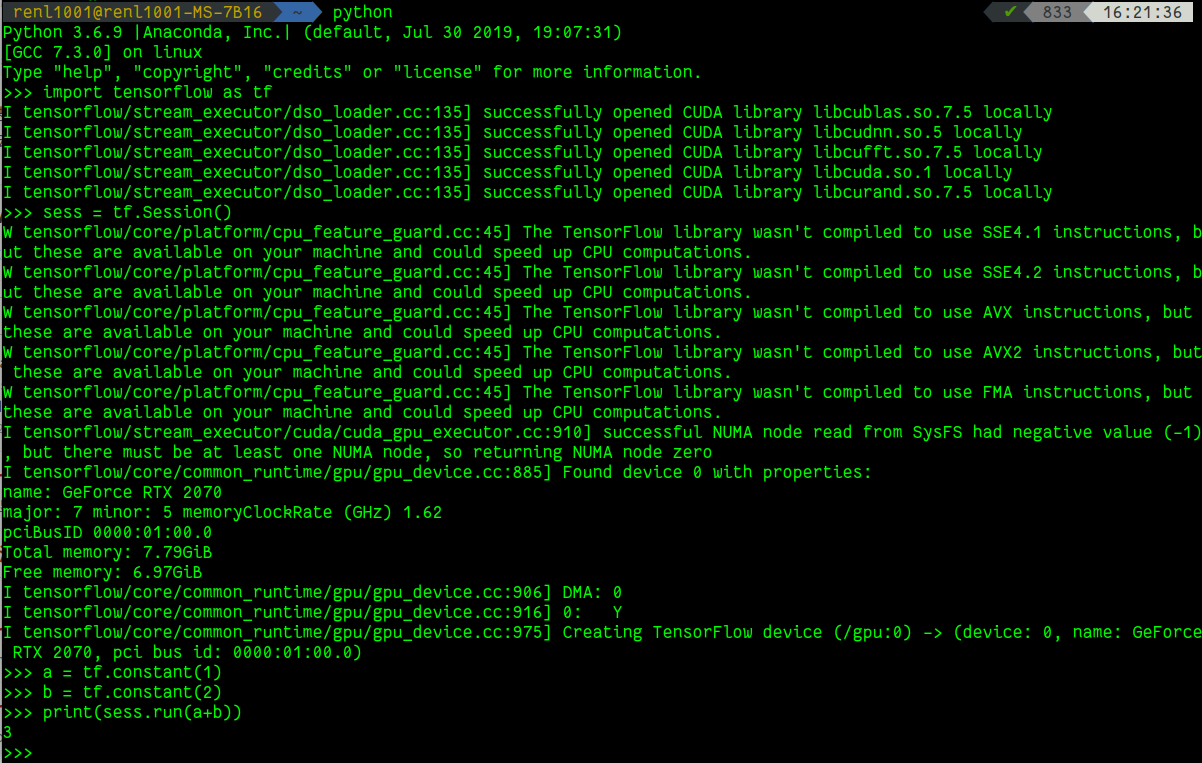 renl1001@renl1001-MS-7B16 ~ python ✔ 833 16:21:36
Python 3.6.9 |Anaconda, Inc.| (default, Jul 30 2019, 19:07:31)
[GCC 7.3.0] on linux
Type "help", "copyright", "credits" or "license" for more information.
>>> import tensorflow as tf
I tensorflow/stream_executor/dso_loader.cc:135] successfully opened CUDA library libcublas.so.7.5 locally
I tensorflow/stream_executor/dso_loader.cc:135] successfully opened CUDA library libcudnn.so.5 locally
I tensorflow/stream_executor/dso_loader.cc:135] successfully opened CUDA library libcufft.so.7.5 locally
I tensorflow/stream_executor/dso_loader.cc:135] successfully opened CUDA library libcuda.so.1 locally
I tensorflow/stream_executor/dso_loader.cc:135] successfully opened CUDA library libcurand.so.7.5 locally
>>> sess = tf.Session()
W tensorflow/core/platform/cpu_feature_guard.cc:45] The TensorFlow library wasn't compiled to use SSE4.1 instructions, b
ut these are available on your machine and could speed up CPU computations.
W tensorflow/core/platform/cpu_feature_guard.cc:45] The TensorFlow library wasn't compiled to use SSE4.2 instructions, b
ut these are available on your machine and could speed up CPU computations.
W tensorflow/core/platform/cpu_feature_guard.cc:45] The TensorFlow library wasn't compiled to use AVX instructions, but
these are available on your machine and could speed up CPU computations.
W tensorflow/core/platform/cpu_feature_guard.cc:45] The TensorFlow library wasn't compiled to use AVX2 instructions, but
 these are available on your machine and could speed up CPU computations.
W tensorflow/core/platform/cpu_feature_guard.cc:45] The TensorFlow library wasn't compiled to use FMA instructions, but
these are available on your machine and could speed up CPU computations.
I tensorflow/stream_executor/cuda/cuda_gpu_executor.cc:910] successful NUMA node read from SysFS had negative value (-1)
, but there must be at least one NUMA node, so returning NUMA node zero
I tensorflow/core/common_runtime/gpu/gpu_device.cc:885] Found device 0 with properties:
name: GeForce RTX 2070
major: 7 minor: 5 memoryClockRate (GHz) 1.62
pciBusID 0000:01:00.0
Total memory: 7.79GiB
Free memory: 6.97GiB
I tensorflow/core/common_runtime/gpu/gpu_device.cc:906] DMA: 0
I tensorflow/core/common_runtime/gpu/gpu_device.cc:916] 0:   Y
I tensorflow/core/common_runtime/gpu/gpu_device.cc:975] Creating TensorFlow device (/gpu:0) -> (device: 0, name: GeForce
 RTX 2070, pci bus id: 0000:01:00.0)
>>> a = tf.constant(1)
>>> b = tf.constant(2)
>>> print(sess.run(a+b))
3
>>>